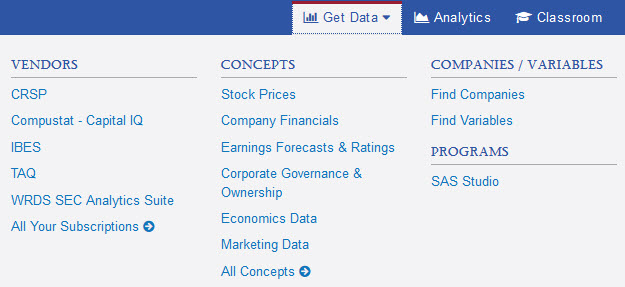 Get Data
Analytics
Classroom
VENDORS
CRSP
Compustat - Capital IQ
IBES
TAQ
WRDS SEC Analytics Suite
All Your Subscriptions
CONCEPTS
Stock Prices
Company Financials
Earnings Forecasts & Ratings
Corporate Governance &
Ownership
Economics Data
Marketing Data
All Concepts
COMPANIES / VARIABLES
Find Companies
Find Variables
PROGRAMS
SAS Studio